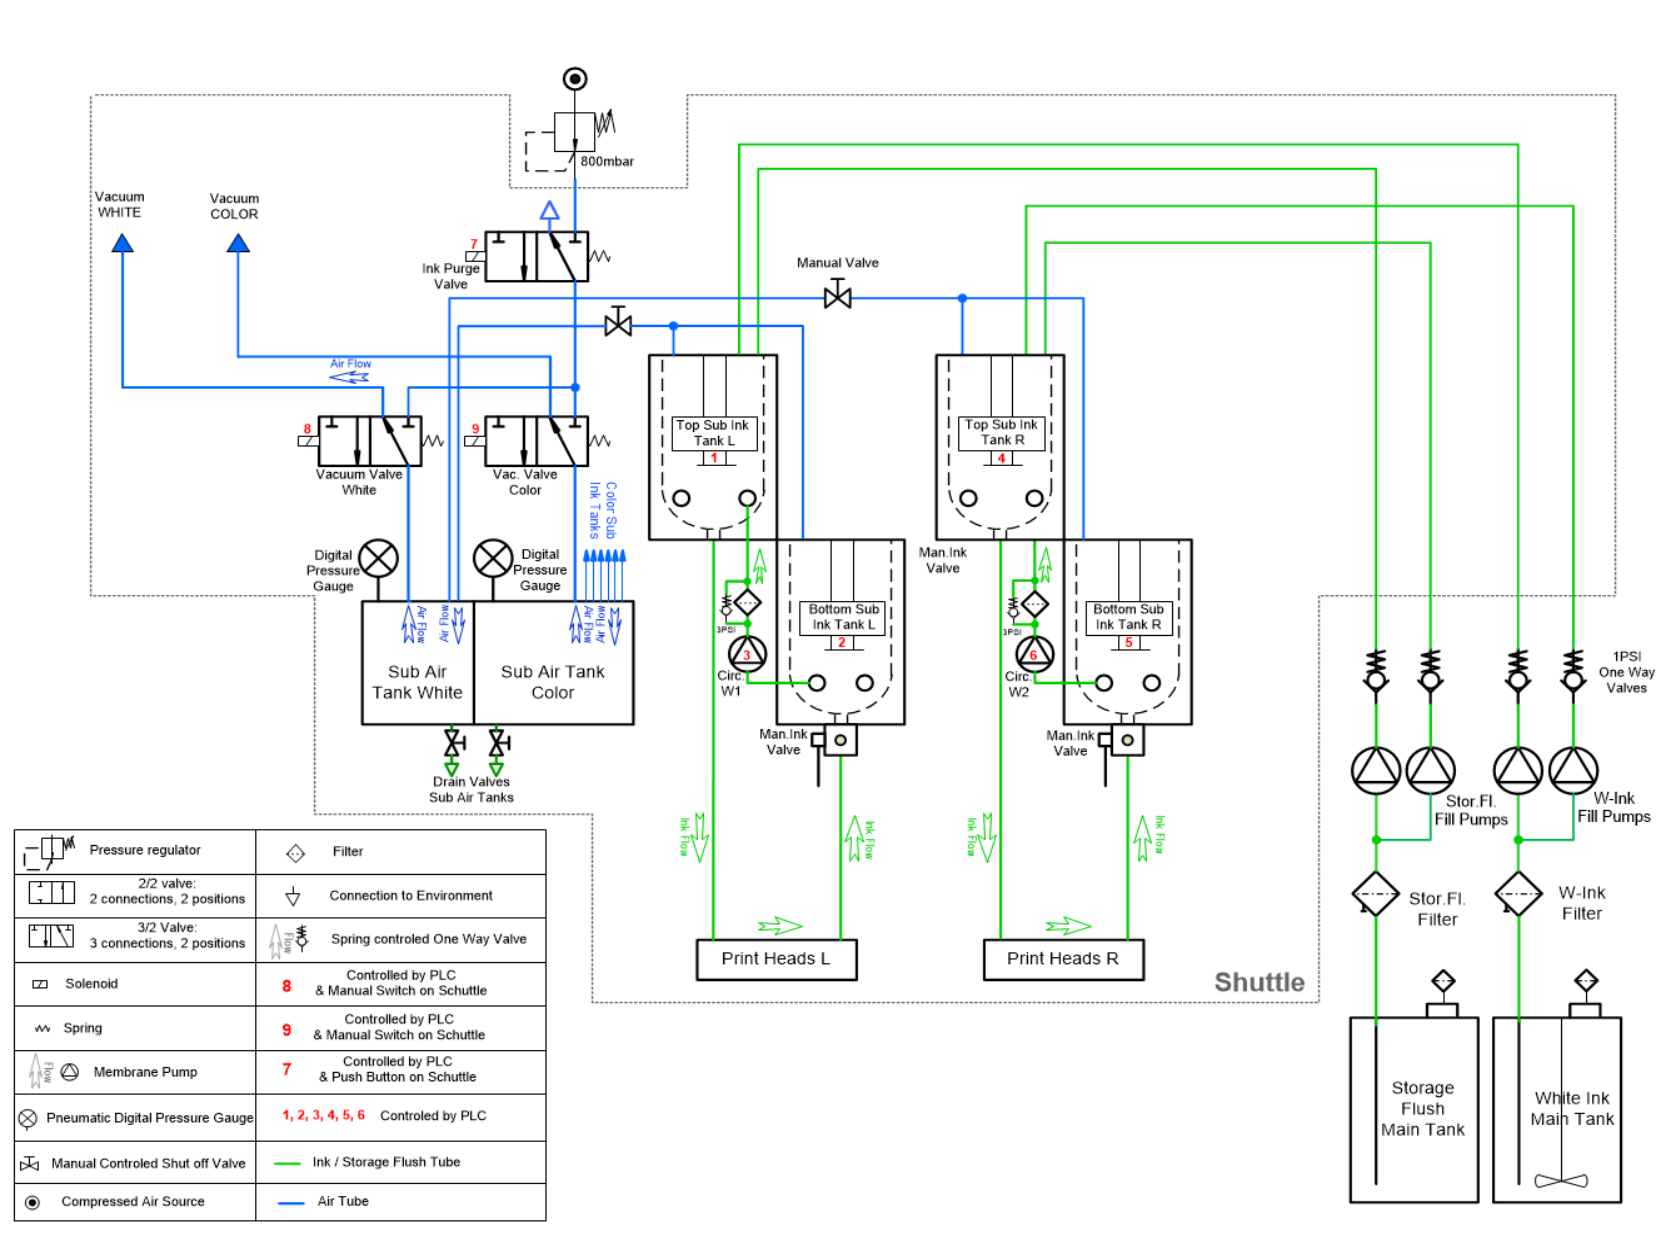 800mbar
Vacuum
WHITE
Vacuum
COLOR
7
Ink Purge
Valve
Manual Valve
Air Flow
8
Vacuum Valve
White
9
Vac. Valve
Color
Color Sub
Ink Tanks
Top Sub Ink
Tank L
1
Top Sub Ink
Tank R
4
Digital
Pressure
Gauge
Digital
Pressure
Gauge
Man.Ink
Valve
Air Flow
Air Flow
Air Flow
Air Flow
Sub Air
Tank White
Sub Air Tank
Color
3PSI
3
Circ.
W1
Bottom Sub
Ink Tank L
2
3PSI
6
Circ.
W2
Bottom Sub
Ink Tank R
5
1PSI
One Way
Valves
Man.Ink
Valve
Man.Ink
Valve
Drain Valves
Sub Air Tanks
Stor.Fl.
Fill Pumps
W-Ink
Fill Pumps
Ink Flow
Ink Flow
Ink Flow
Ink Flow
Stor.Fl.
Filter
W-Ink
Filter
Print Heads L
Print Heads R
Shuttle
Storage
Flush
Main Tank
White Ink
Main Tank
Pressure regulator
Filter
2/2 valve:
2 connections, 2 positions
Connection to Environment
3/2 Valve:
3 connections, 2 positions
Flow
Spring controled One Way Valve
Solenoid
8
Controlled by PLC
& Manual Switch on Schuttle
Spring
9
Controlled by PLC
& Manual Switch on Schuttle
Flow
Membrane Pump
7
Controlled by PLC
& Push Button on Schuttle
Pneumatic Digital Pressure Gauge
1, 2, 3, 4, 5, 6 Controled by PLC
Manual Controled Shut off Valve
Ink / Storage Flush Tube
Compressed Air Source
Air Tube